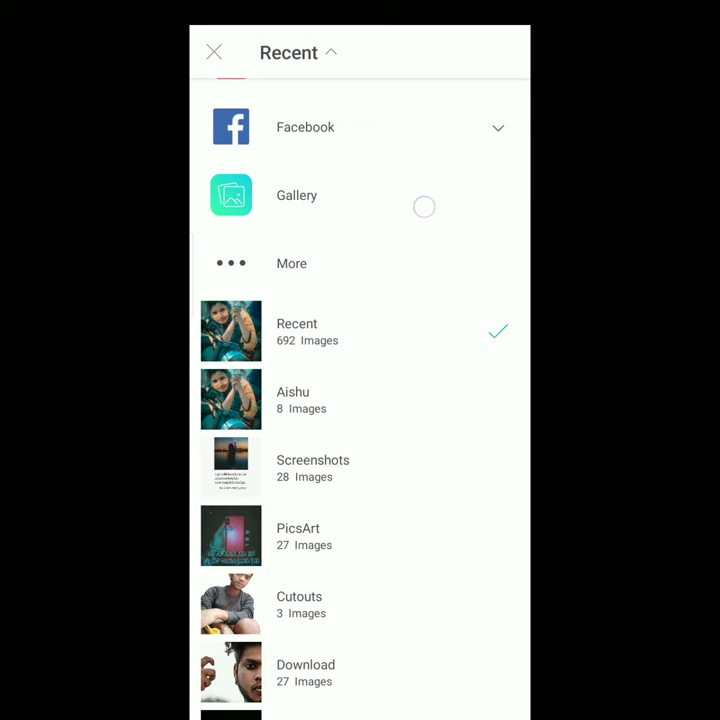 Recent
Facebook
Gallery
More
Recent
692 Images
Aishu
8 Images
Screenshots
28 Images
PicsArt
27 Images
Cutouts
3 Images
Download
27 Images